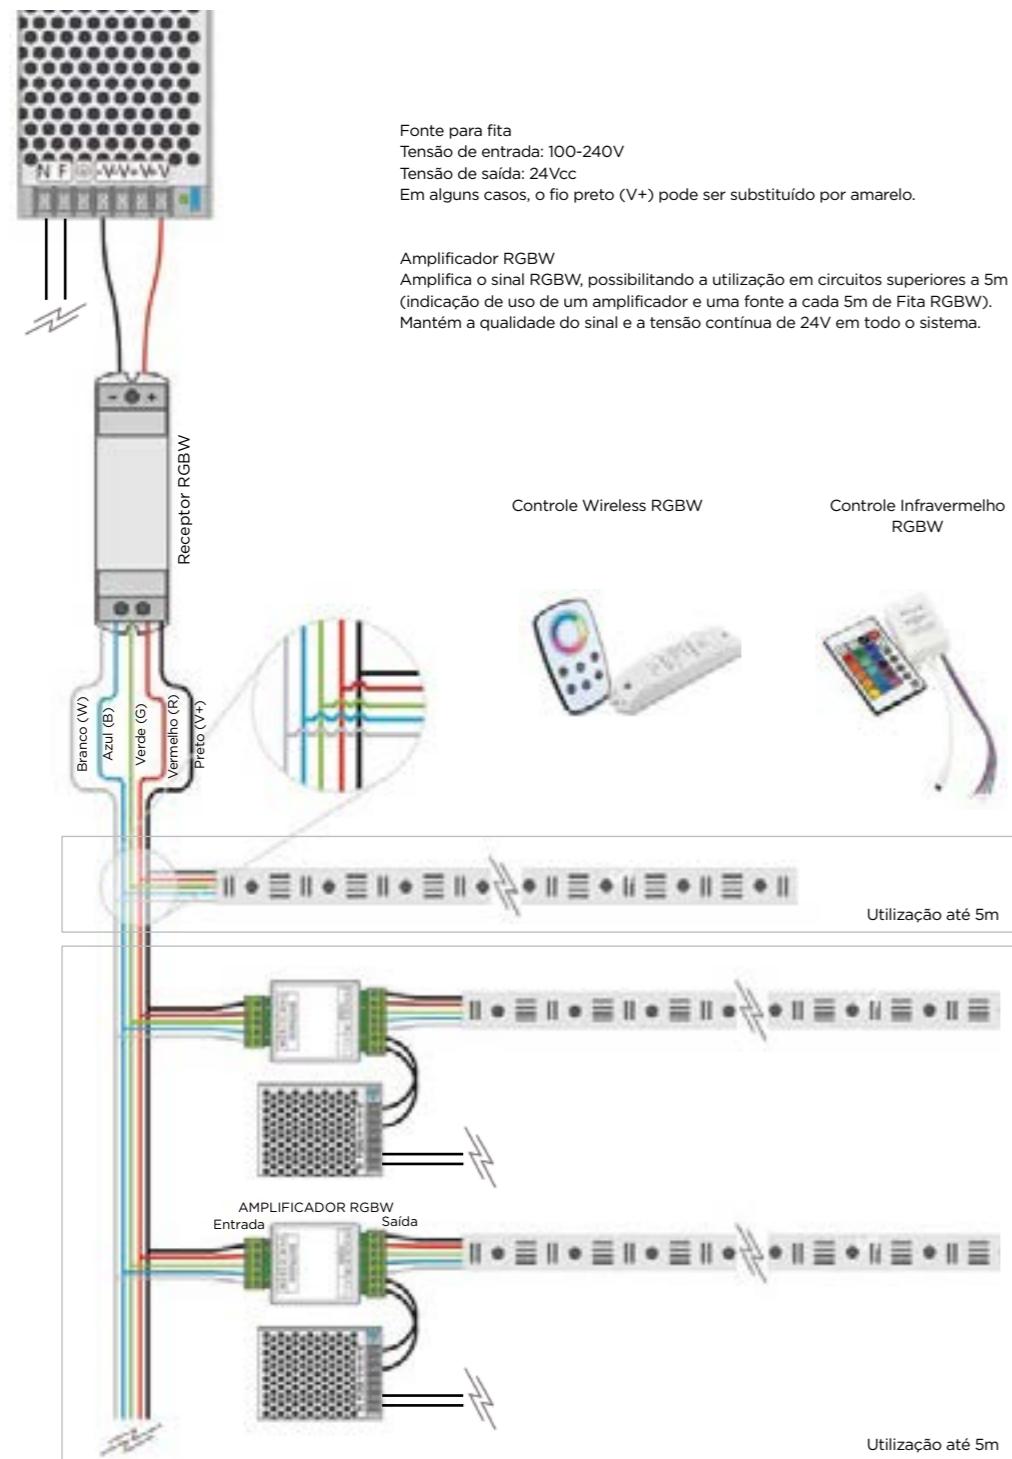 N F -V -V+ V+ V
Fonte para fita
Tensão de entrada: 100-240V
Tensão de saída: 24Vcc
Em alguns casos, o fio preto (V+) pode ser substituído por amarelo.
Amplificador RGBW
Amplifica o sinal RGBW, possibilitando a utilização em circuitos superiores a 5m
(indicação de uso de um amplificador e uma fonte a cada 5m de Fita RGBW).
Mantém a qualidade do sinal e a tensão contínua de 24V em todo o sistema.
- +
Receptor RGBW
Controle Wireless RGBW
Controle Infravermelho
RGBW
Branco (W)
Azul (B)
Verde (G)
Vermelho (R)
Preto (V+)
Utilização até 5m
AMPLIFICADOR RGBW
Entrada
Saída
Utilização até 5m